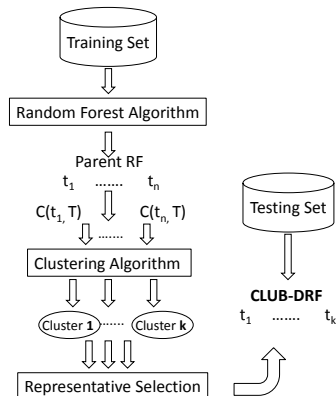 Training Set
Random Forest Algorithm
Parent RF
t1 ....... tn
C(t1, T) C(tn, T)
.......
Clustering Algorithm
Cluster 1 ...... Cluster k
Representative Selection
Testing Set
CLUB-DRF
t1 ....... tk